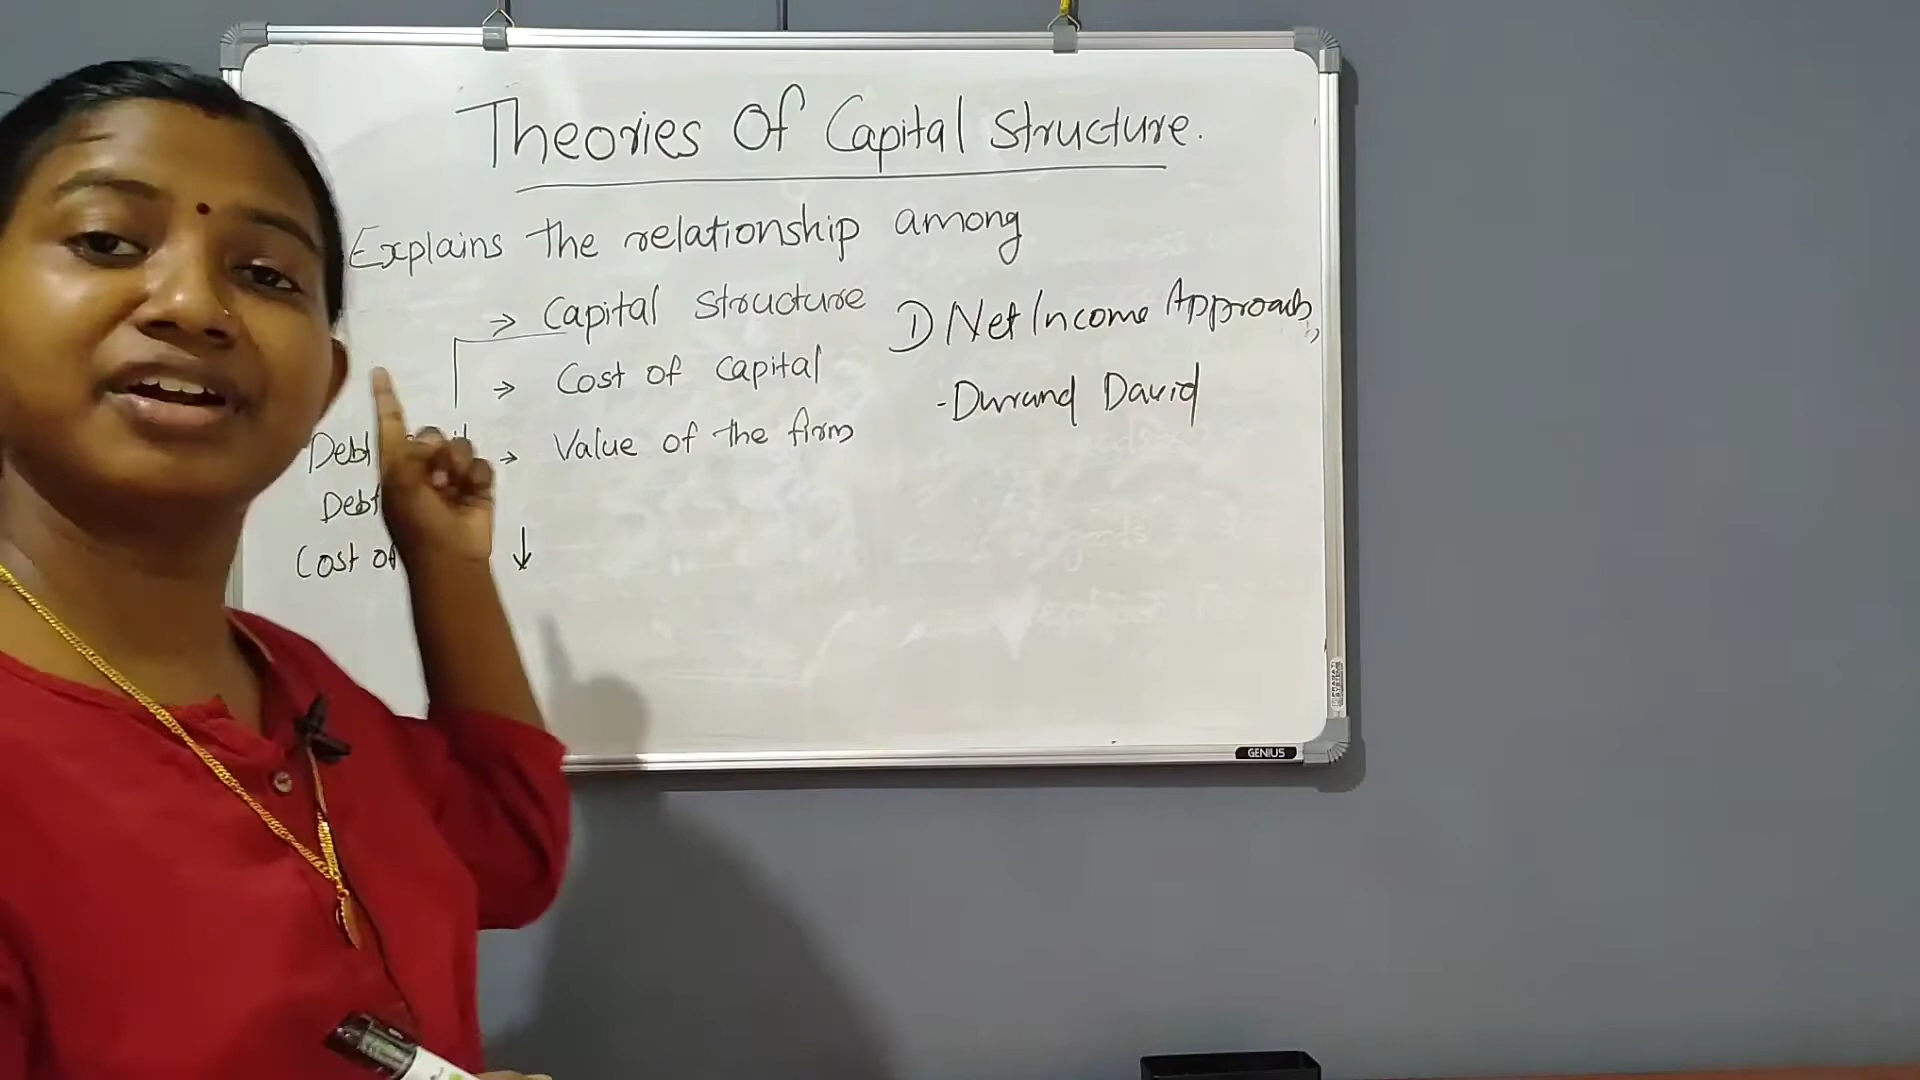 Theories Of Capital Structure.
Explains the relationship among
→ Capital Structure
→ Cost of capital
→ Value of the firm
Debt
Debt
Cost of ↓
1) Net Income Approach,
- Durand David
GENIUS